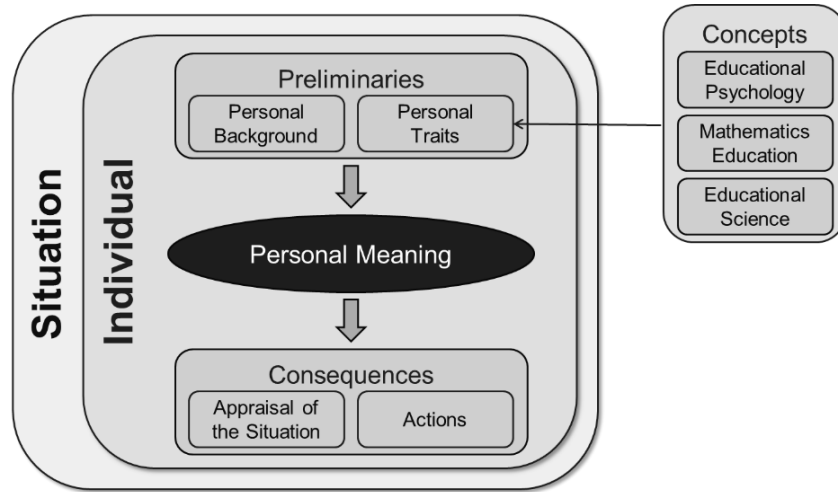 Situation
Individual
Preliminaries
Personal
Background
Personal
Traits
Personal Meaning
Consequences
Appraisal of
the Situation
Actions
Concepts
Educational
Psychology
Mathematics
Education
Educational
Science